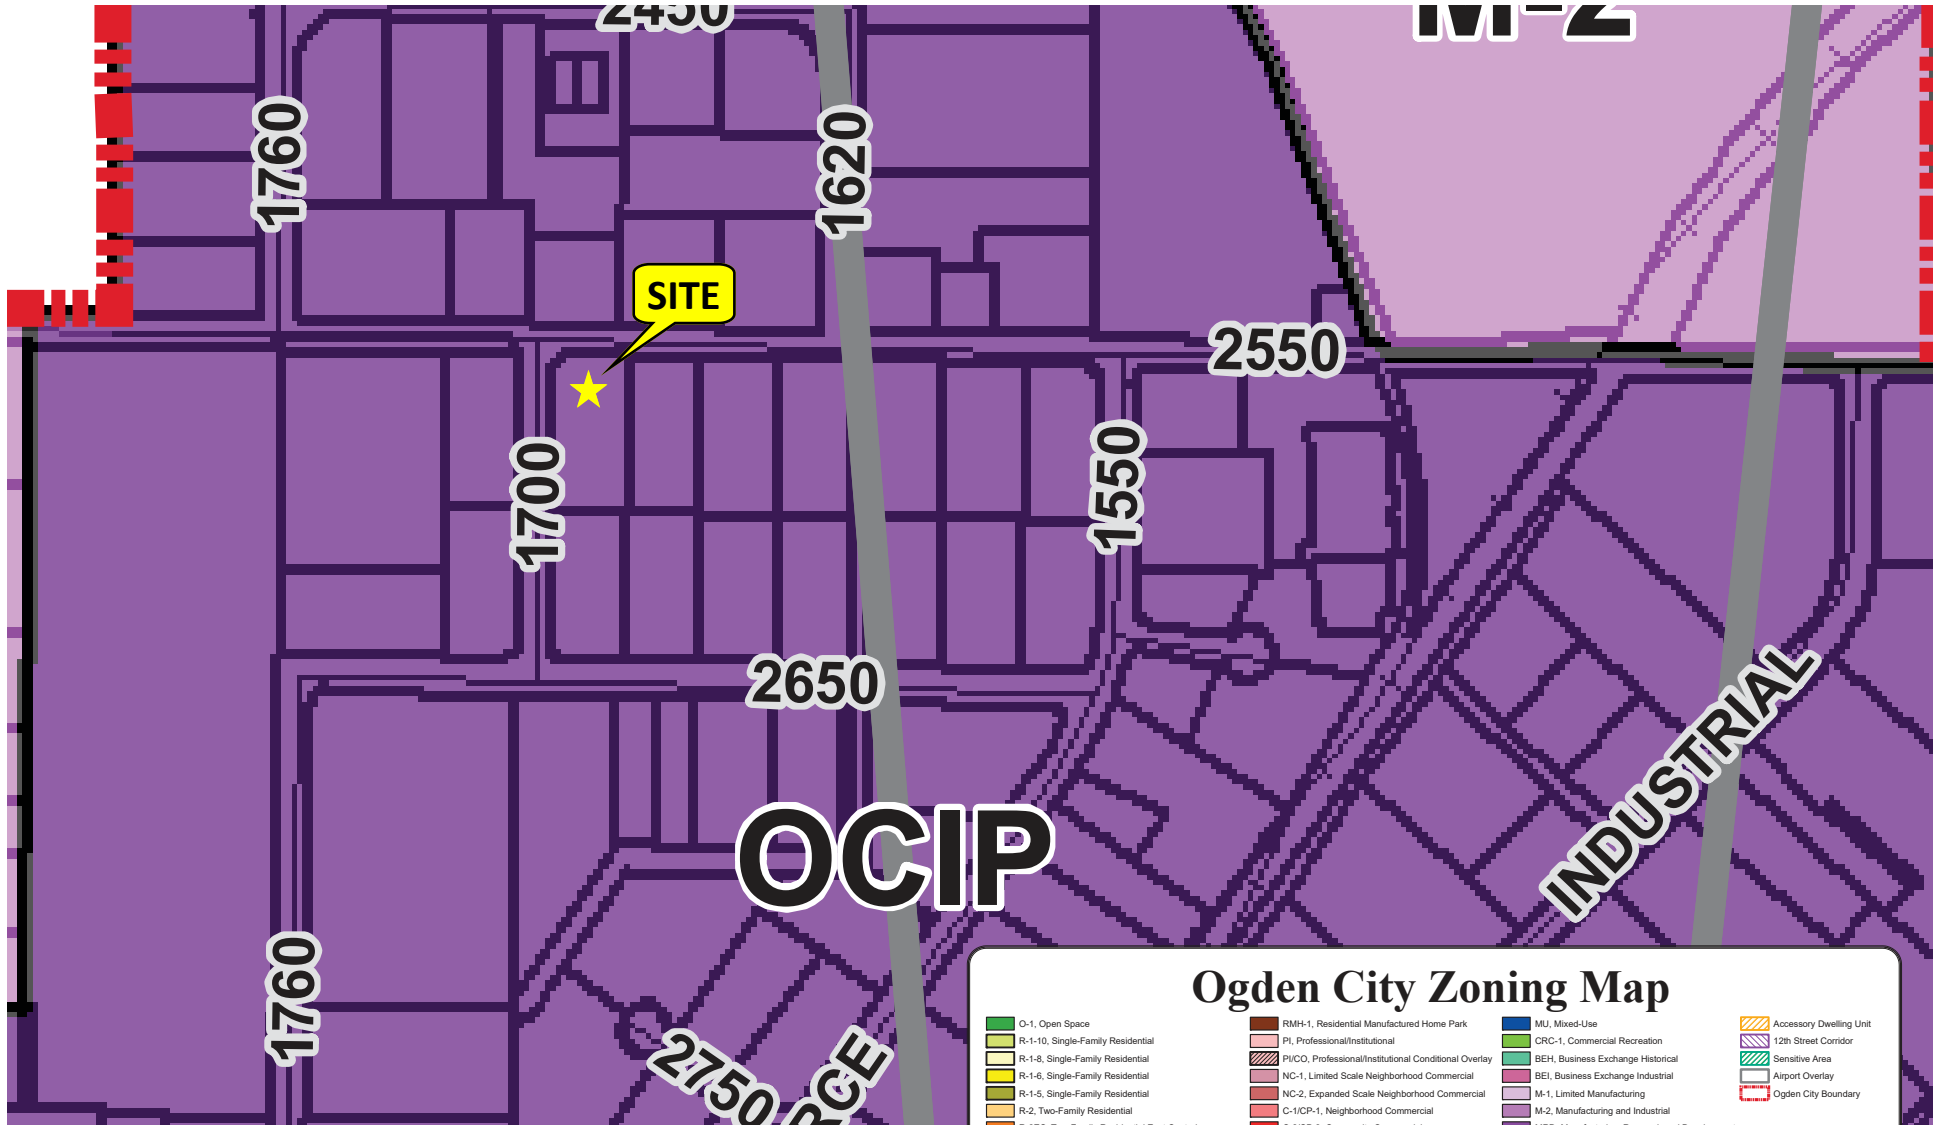 2450
M-2
1760
1620
SITE
2550
1700
1550
2650
INDUSTRIAL
OCIP
1760
2750
RCE
Ogden City Zoning Map
O-1, Open Space
R-1-10, Single-Family Residential
R-1-8, Single-Family Residential
R-1-6, Single-Family Residential
R-1-5, Single-Family Residential
R-2, Two-Family Residential
RMH-1, Residential Manufactured Home Park
PI, Professional/Institutional
PI/CO, Professional/Institutional Conditional Overlay
NC-1, Limited Scale Neighborhood Commercial
NC-2, Expanded Scale Neighborhood Commercial
C-1/CP-1, Neighborhood Commercial
MU, Mixed-Use
CRC-1, Commercial Recreation
BEH, Business Exchange Historical
BEI, Business Exchange Industrial
M-1, Limited Manufacturing
M-2, Manufacturing and Industrial
Accessory Dwelling Unit
12th Street Corridor
Sensitive Area
Airport Overlay
Ogden City Boundary